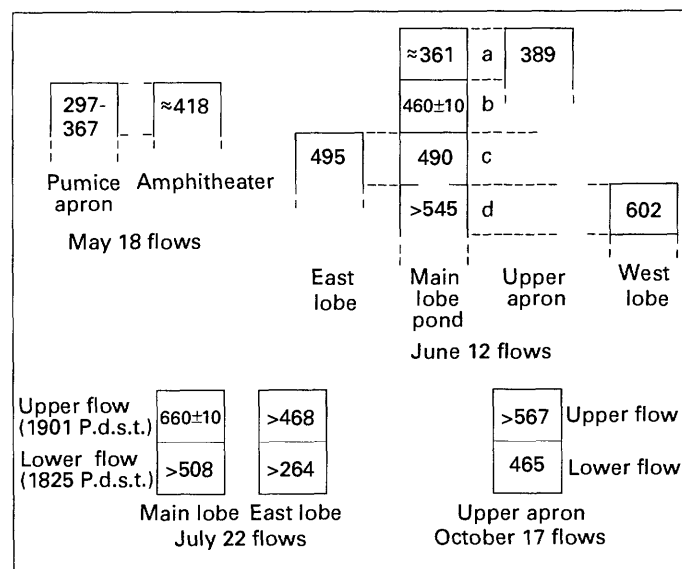 ≈361 a 389
297-
367 ≈418 460±10 b
495 490 c
Pumice
apron Amphitheater >545 d 602
May 18 flows
East
lobe Main
lobe
pond Upper
apron West
lobe
June 12 flows
Upper flow
(1901 P.d.s.t.) 660±10 >468 >567 Upper flow
Lower flow
(1825 P.d.s.t.) >508 >264 465 Lower flow
Main lobe East lobe Upper apron
July 22 flows October 17 flows